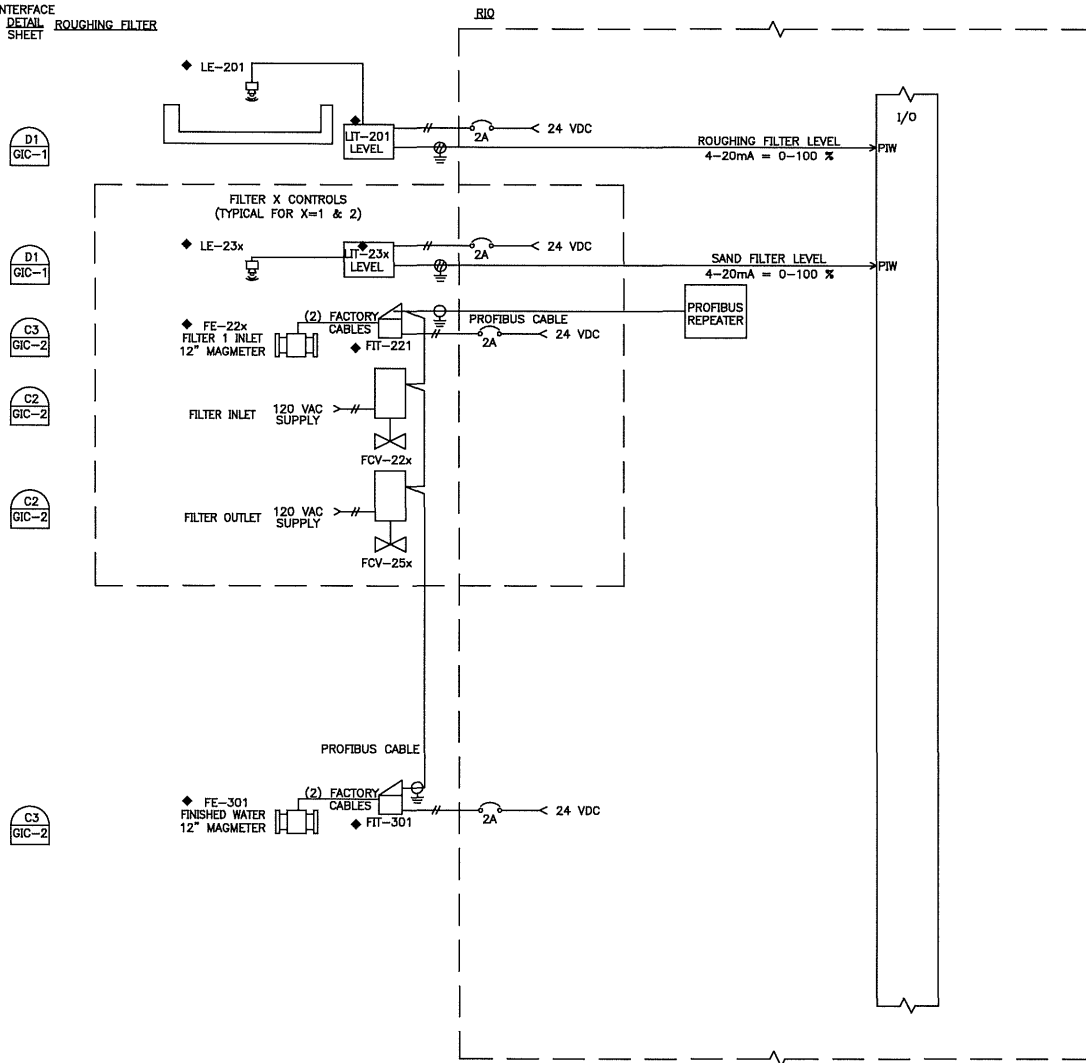 NTERFACE
DETAIL
SHEET
ROUGHING FILTER
RIO
LE-201
I/O
D1
GIC-1
LIT-201
LEVEL
2A
24 VDC
ROUGHING FILTER LEVEL
4-20mA = 0-100 %
PIW
FILTER X CONTROLS
(TYPICAL FOR X=1 & 2)
D1
GIC-1
LE-23x
LIT-23x
LEVEL
2A
24 VDC
SAND FILTER LEVEL
4-20mA = 0-100 %
PIW
C3
GIC-2
FE-22x
FILTER 1 INLET
12" MAGMETER
(2) FACTORY
CABLES
FIT-221
PROFIBUS CABLE
2A
24 VDC
PROFIBUS
REPEATER
C2
GIC-2
FILTER INLET
120 VAC
SUPPLY
FCV-22x
C2
GIC-2
FILTER OUTLET
120 VAC
SUPPLY
FCV-25x
PROFIBUS CABLE
C3
GIC-2
FE-301
FINISHED WATER
12" MAGMETER
(2) FACTORY
CABLES
FIT-301
2A
24 VDC